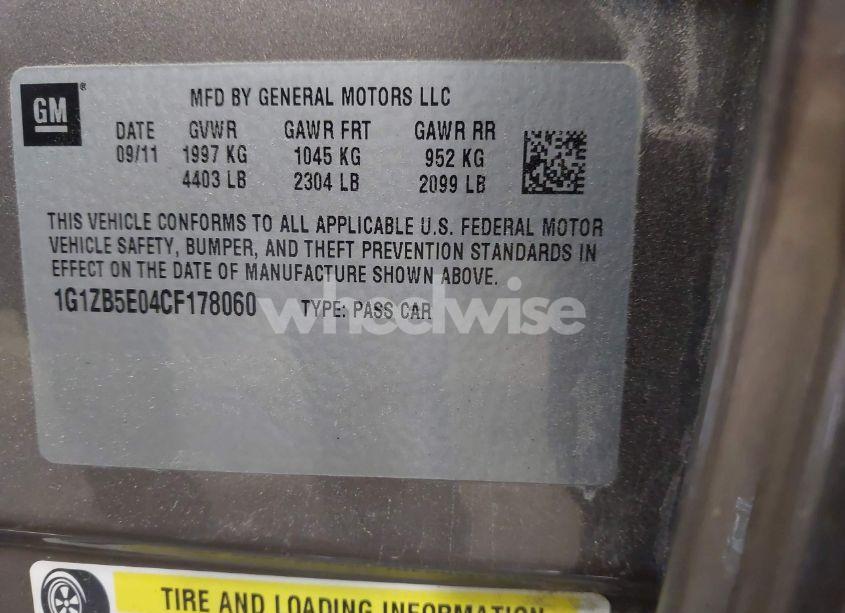 GM
MFD BY GENERAL MOTORS LLC
DATE GVWR GAWR FRT GAWR RR
09/11 1997 KG 1045 KG 952 KG
4403 LB 2304 LB 2099 LB
THIS VEHICLE CONFORMS TO ALL APPLICABLE U.S. FEDERAL MOTOR
VEHICLE SAFETY, BUMPER, AND THEFT PREVENTION STANDARDS IN
EFFECT ON THE DATE OF MANUFACTURE SHOWN ABOVE.
1G1ZB5E04CF178060 TYPE: PASS CAR
wheelwise
TIRE AND LOADING INFORMATION